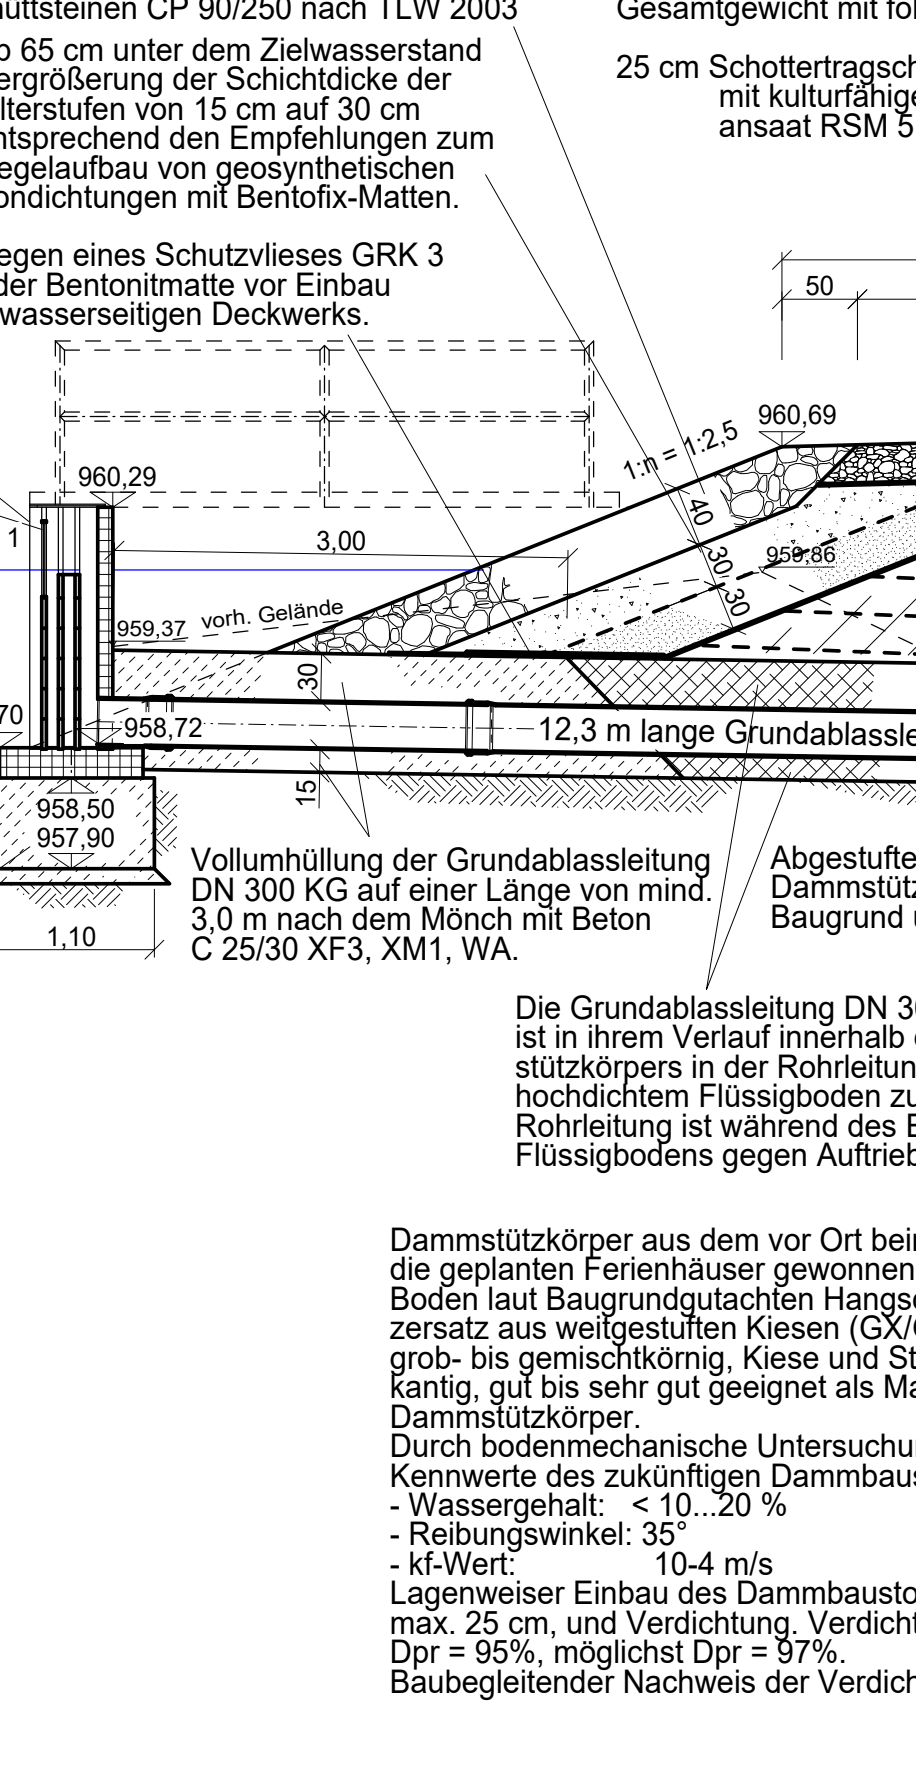 huttsteinen CP 90/250 nach TLW 2003
b 65 cm unter dem Zielwasserstand
ergrößerung der Schichtdicke der
lterstufen von 15 cm auf 30 cm
ntsprechend den Empfehlungen zum
egelaufbau von geosynthetischen
ondichtungen mit Bentofix-Matten.
egen eines Schutzvlieses GRK 3
der Bentonitmatte vor Einbau
wasserseitigen Deckwerks.
Gesamtgewicht mit fol
25 cm Schottertragsch
mit kulturfähige
ansaat RSM 5
50
960,69
1:n = 1:2,5
960,29
40
1
3,00
30
959,86
30
959,37
vorh. Gelände
30
70
958,72
12,3 m lange Grundablassle
15
958,50
957,90
1,10
Vollumhüllung der Grundablassleitung
DN 300 KG auf einer Länge von mind.
3,0 m nach dem Mönch mit Beton
C 25/30 XF3, XM1, WA.
Abgestufte
Dammstütz
Baugrund u
Die Grundablassleitung DN 30
ist in ihrem Verlauf innerhalb d
stützkörpers in der Rohrleitun
hochdichtem Flüssigboden zu
Rohrleitung ist während des E
Flüssigbodens gegen Auftrieb
Dammstützkörper aus dem vor Ort bein
die geplanten Ferienhäuser gewonnen
Boden laut Baugrundgutachten Hangse
zersatz aus weitgestuften Kiesen (GX/G
grob- bis gemischtkörnig, Kiese und St
kantig, gut bis sehr gut geeignet als Ma
Dammstützkörper.
Durch bodenmechanische Untersuchun
Kennwerte des zukünftigen Dammbaus
- Wassergehalt: < 10...20 %
- Reibungswinkel: 35°
- kf-Wert: 10-4 m/s
Lagenweiser Einbau des Dammbausto
max. 25 cm, und Verdichtung. Verdicht
Dpr = 95%, möglichst Dpr = 97%.
Baubegleitender Nachweis der Verdich